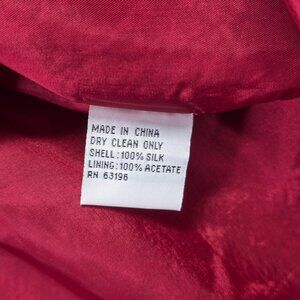 MADE IN CHINA
DRY CLEAN ONLY
SHELL: 100% SILK
LINING: 100% ACETATE
RN 63196